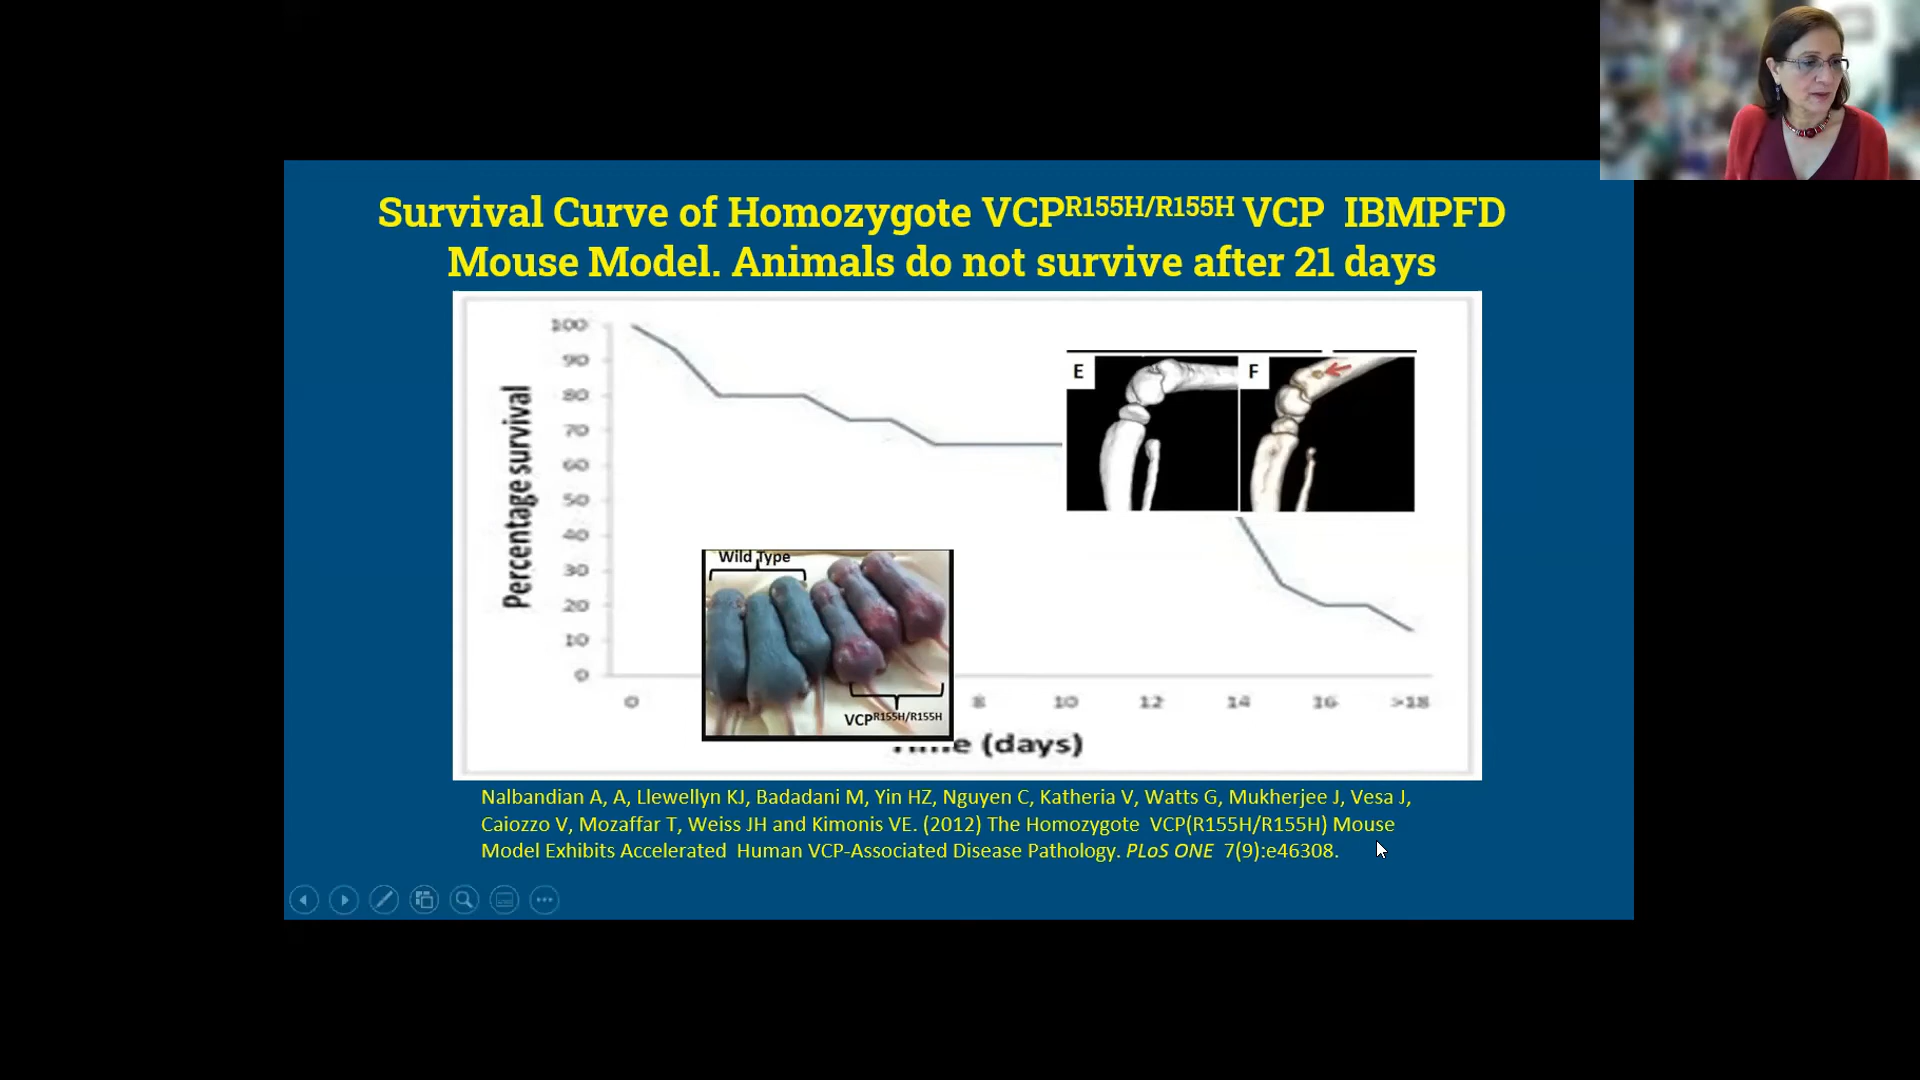 Survival Curve of Homozygote VCPR155H/R155H VCP IBMPFD
Mouse Model. Animals do not survive after 21 days
Percentage survival
100
90
80
70
60
50
40
30
20
10
0
E
F
Wild Type
VCPR155H/R155H
0
8
10
12
14
16
>18
(days)
Nalbandian A, A, Llewellyn KJ, Badadani M, Yin HZ, Nguyen C, Katheria V, Watts G, Mukherjee J, Vesa J,
Caiozzo V, Mozaffar T, Weiss JH and Kimonis VE. (2012) The Homozygote VCP(R155H/R155H) Mouse
Model Exhibits Accelerated Human VCP-Associated Disease Pathology. PLoS ONE 7(9):e46308.